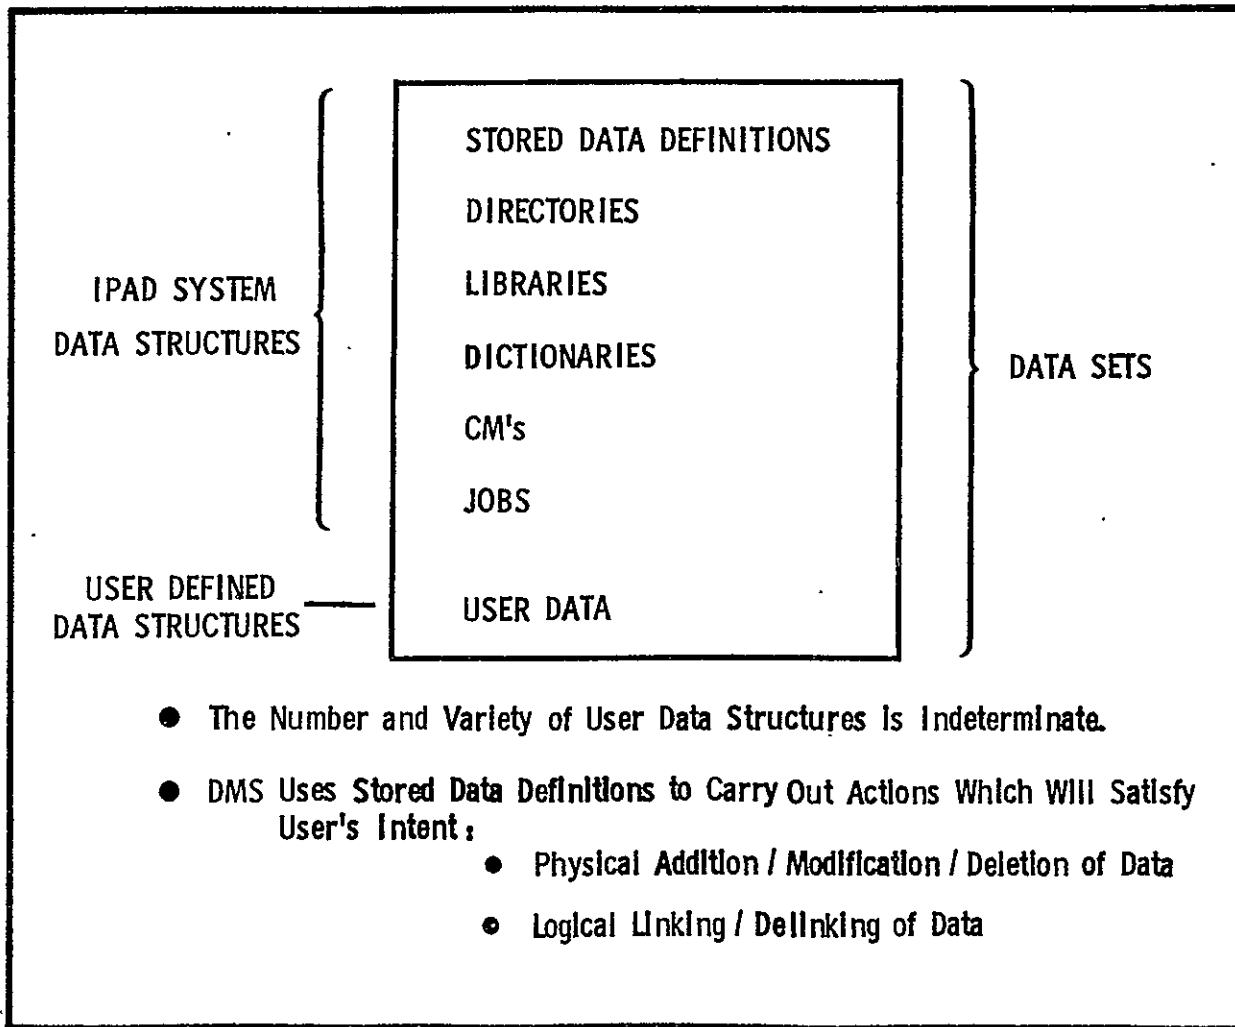 STORED DATA DEFINITIONS
DIRECTORIES
LIBRARIES
DICTIONARIES
CM's
JOBS
USER DATA
IPAD SYSTEM
DATA STRUCTURES
USER DEFINED
DATA STRUCTURES
DATA SETS
● The Number and Variety of User Data Structures is Indeterminate.
● DMS Uses Stored Data Definitions to Carry Out Actions Which Will Satisfy
User's Intent:
● Physical Addition / Modification / Deletion of Data
● Logical Linking / Delinking of Data